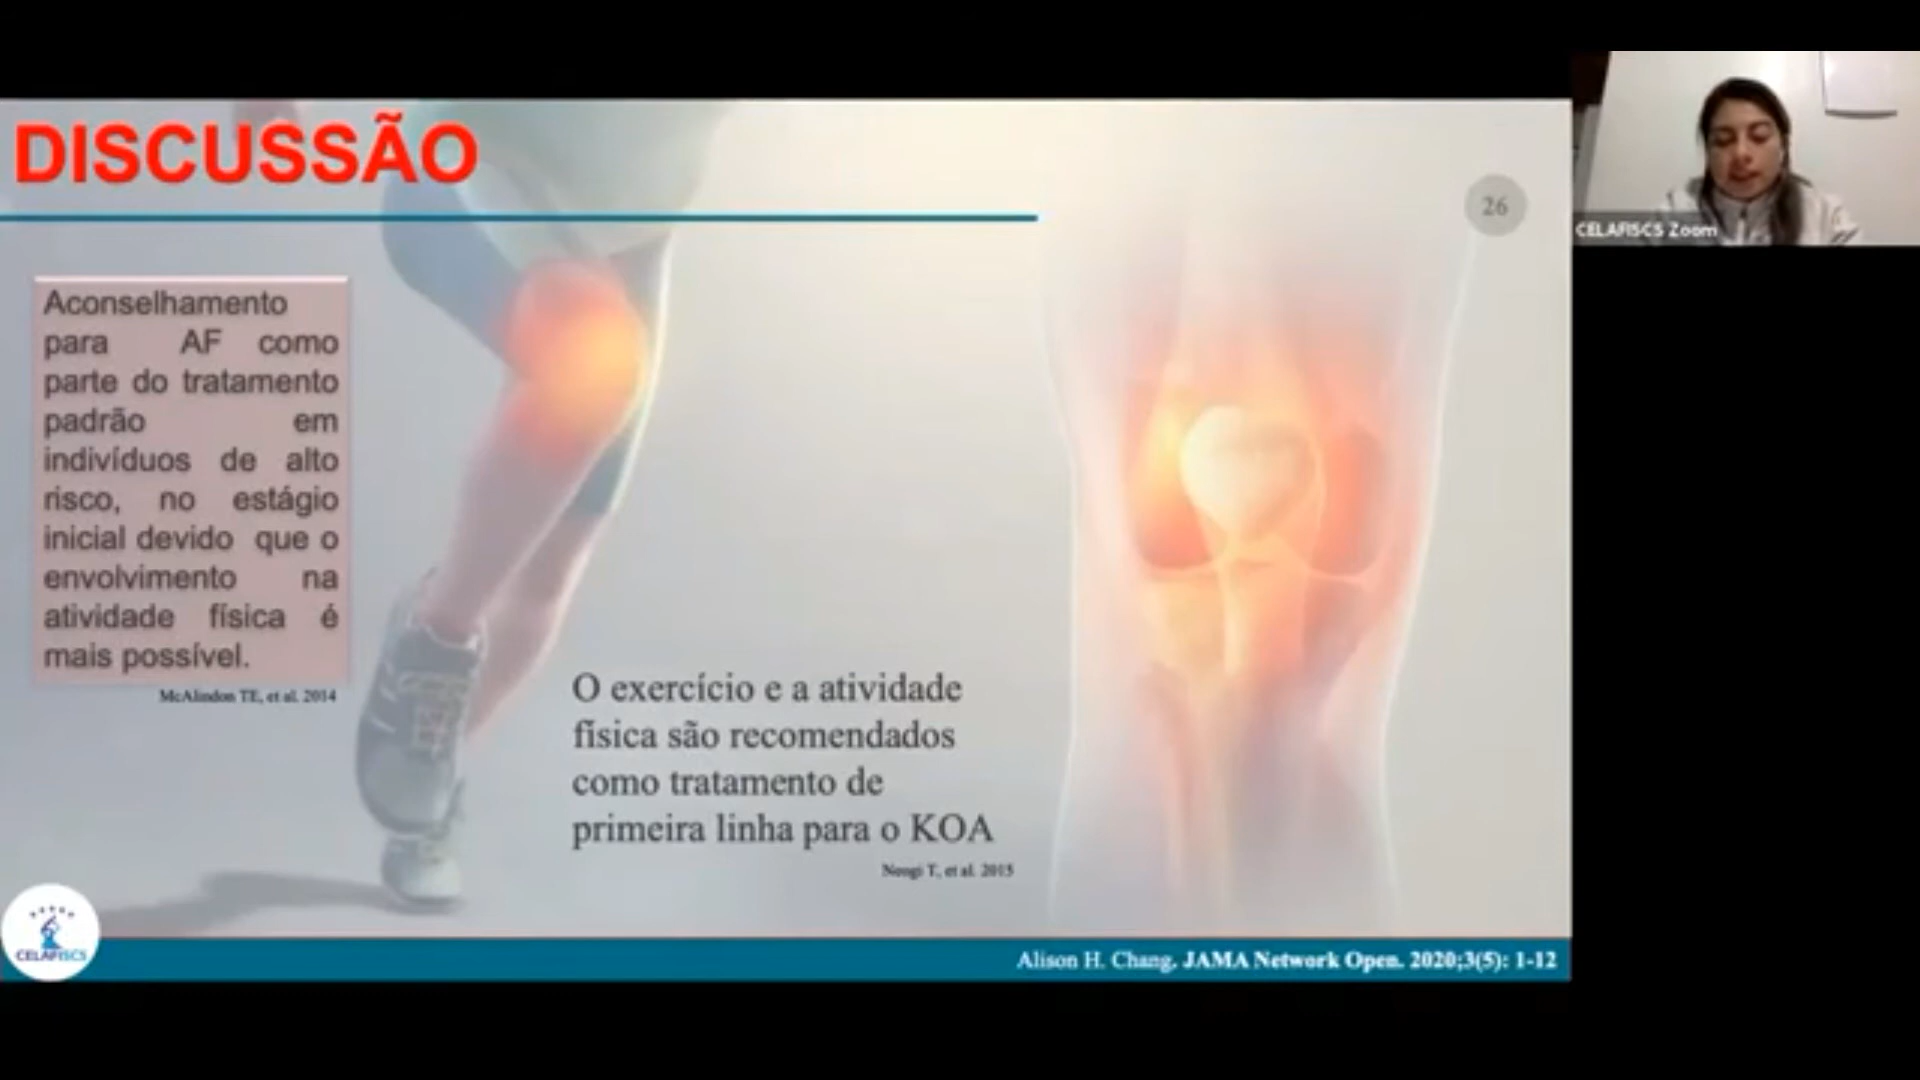 DISCUSSÃO
26
CELAFISCS Zoom
Aconselhamento
para AF como
parte do tratamento
padrão em
indivíduos de alto
risco, no estágio
inicial devido que o
envolvimento na
atividade física é
mais possível.
McAlindon TE, et al. 2014
O exercício e a atividade
física são recomendados
como tratamento de
primeira linha para o KOA
Neogi T, et al. 2015
CELAFISCS
Alison H. Chang. JAMA Network Open. 2020;3(5): 1-12